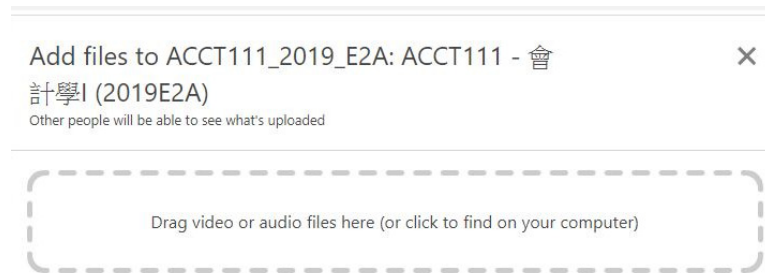 Add files to ACCT111_2019_E2A: ACCT111 - 會
計學I (2019E2A)
Other people will be able to see what's uploaded
Drag video or audio files here (or click to find on your computer)